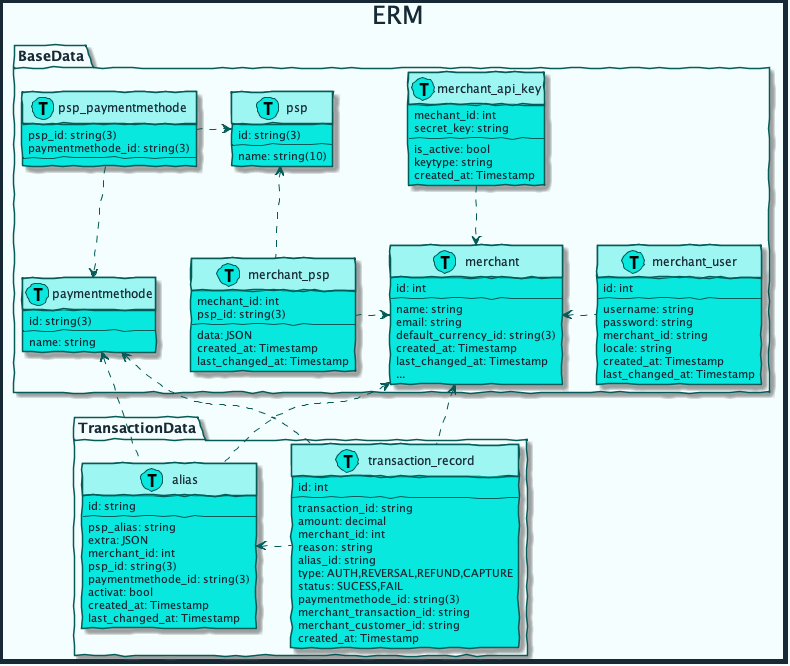 ERM
BaseData
T psp_paymentmethode
psp_id: string(3)
paymentmethode_id: string(3)
T psp
id: string(3)
name: string(10)
T merchant_api_key
mechant_id: int
secret_key: string
is_active: bool
keytype: string
created_at: Timestamp
T paymentmethode
id: string(3)
name: string
T merchant_psp
mechant_id: int
psp_id: string(3)
data: JSON
created_at: Timestamp
last_changed_at: Timestamp
T merchant
id: int
name: string
email: string
default_currency_id: string(3)
created_at: Timestamp
last_changed_at: Timestamp
...
T merchant_user
id: int
username: string
password: string
merchant_id: string
locale: string
created_at: Timestamp
last_changed_at: Timestamp
TransactionData
T alias
id: string
psp_alias: string
extra: JSON
merchant_id: int
psp_id: string(3)
paymentmethode_id: string(3)
activat: bool
created_at: Timestamp
last_changed_at: Timestamp
T transaction_record
id: int
transaction_id: string
amount: decimal
merchant_id: int
reason: string
alias_id: string
type: AUTH,REVERSAL,REFUND,CAPTURE
status: SUCESS,FAIL
paymentmethode_id: string(3)
merchant_transaction_id: string
merchant_customer_id: string
created_at: Timestamp